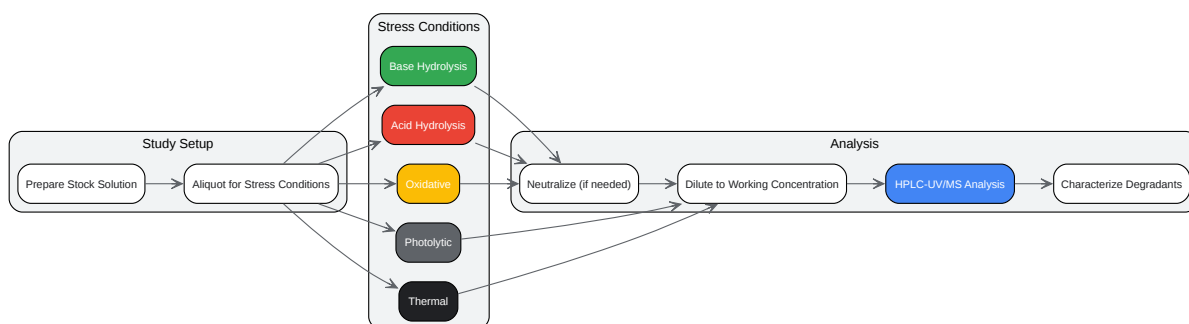 Stress Conditions
Base Hydrolysis
Acid Hydrolysis
Study Setup
Analysis
Prepare Stock Solution
Aliquot for Stress Conditions
Oxidative
Neutralize (if needed)
Dilute to Working Concentration
HPLC-UV/MS Analysis
Characterize Degradants
Photolytic
Thermal